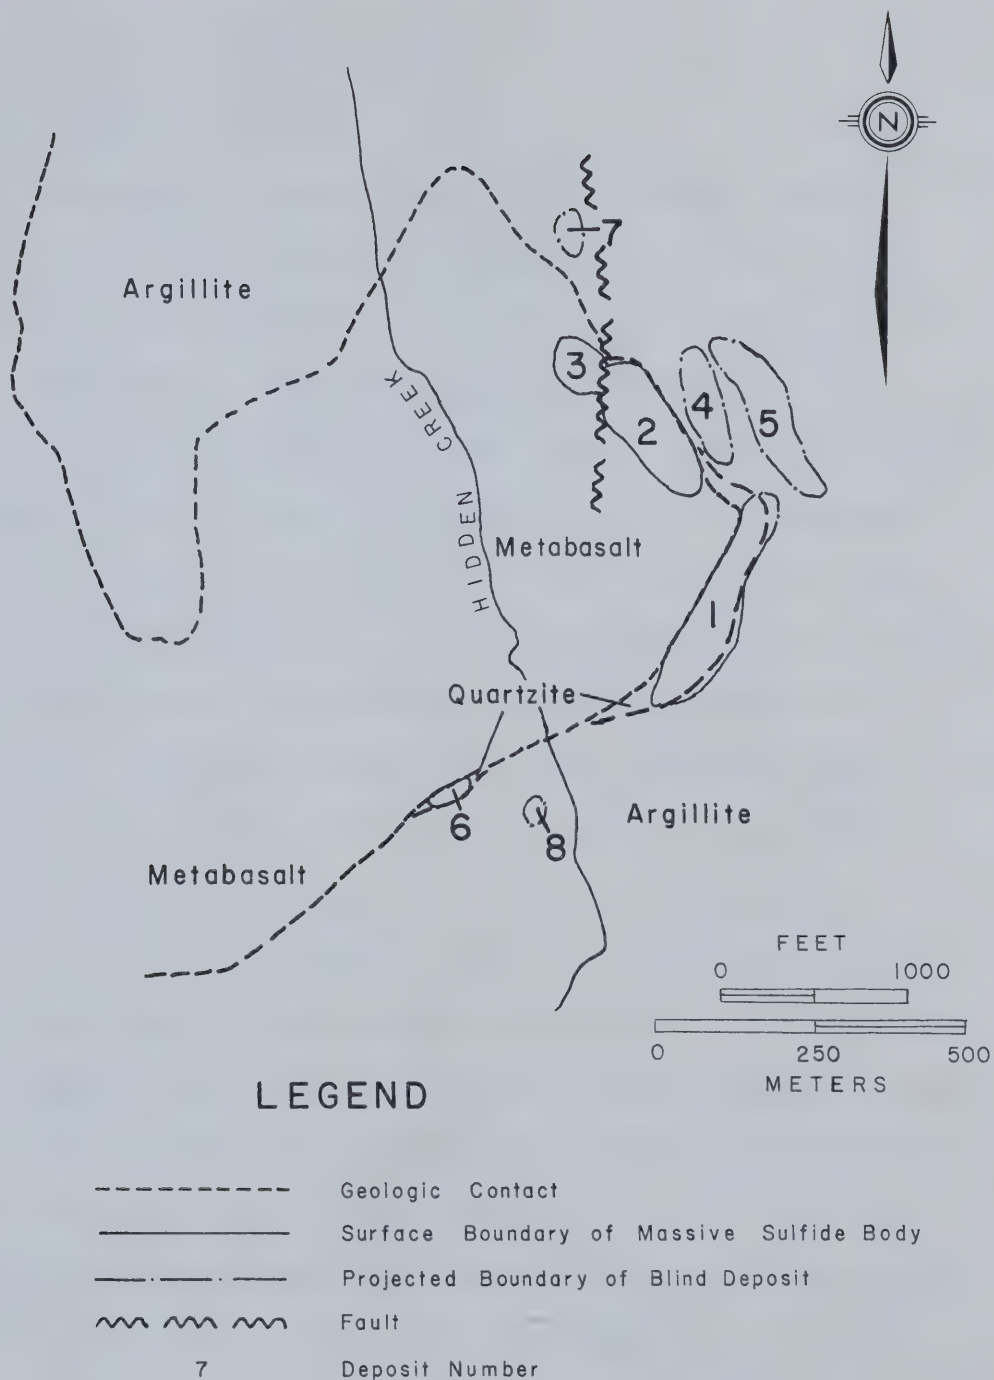 N
7
Argillite
3
4
5
2
HIDDEN CREEK
Metabasalt
1
Quartzite
6
8
Argillite
Metabasalt
FEET
0 1000
0 250 500
METERS
LEGEND
Geologic Contact
Surface Boundary of Massive Sulfide Body
Projected Boundary of Blind Deposit
Fault
7 Deposit Number